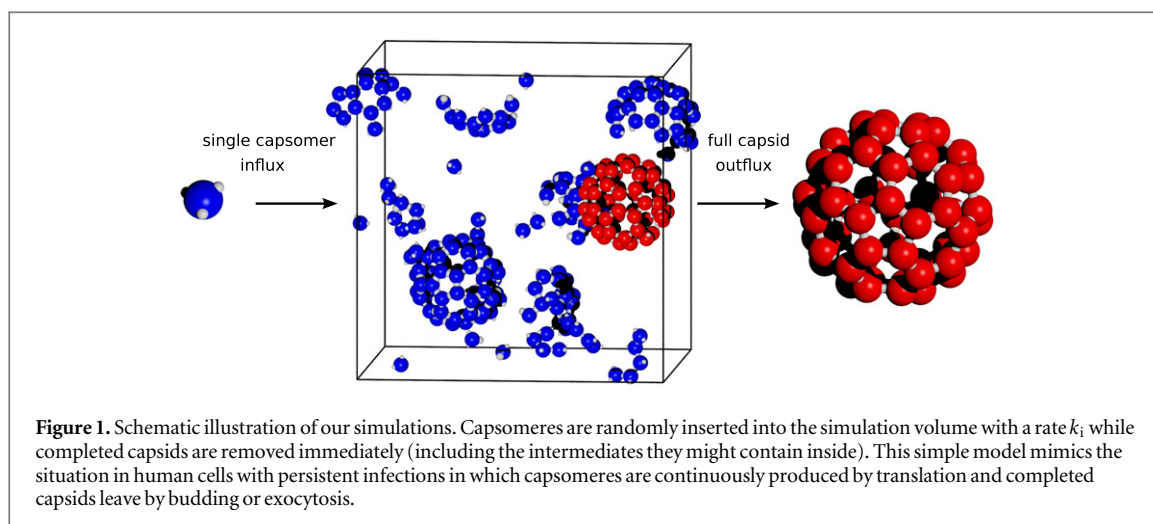 single capsomer
influx
full capsid
outflux
Figure 1. Schematic illustration of our simulations. Capsomeres are randomly inserted into the simulation volume with a rate ki while
completed capsids are removed immediately (including the intermediates they might contain inside). This simple model mimics the
situation in human cells with persistent infections in which capsomeres are continuously produced by translation and completed
capsids leave by budding or exocytosis.